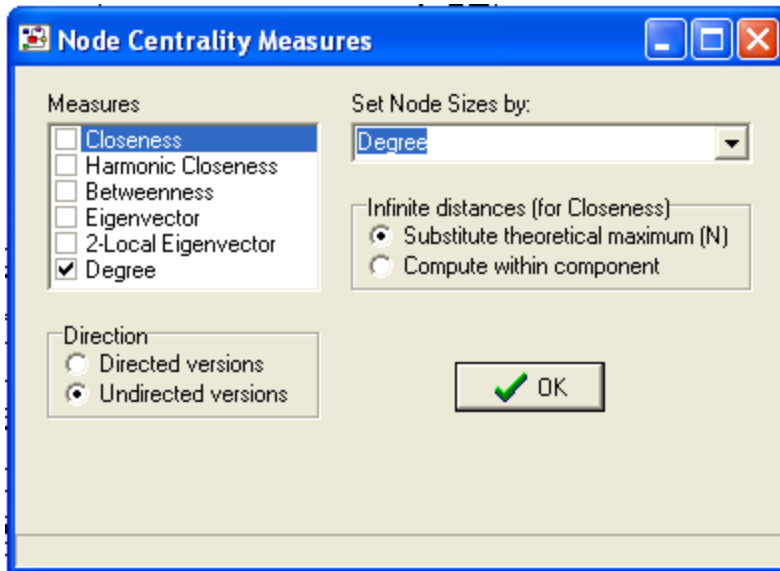 Node Centrality Measures
Measures
Closeness
Harmonic Closeness
Betweenness
Eigenvector
2-Local Eigenvector
Degree
Set Node Sizes by:
Degree
Infinite distances (for Closeness)
Substitute theoretical maximum (N)
Compute within component
Direction
Directed versions
Undirected versions
OK